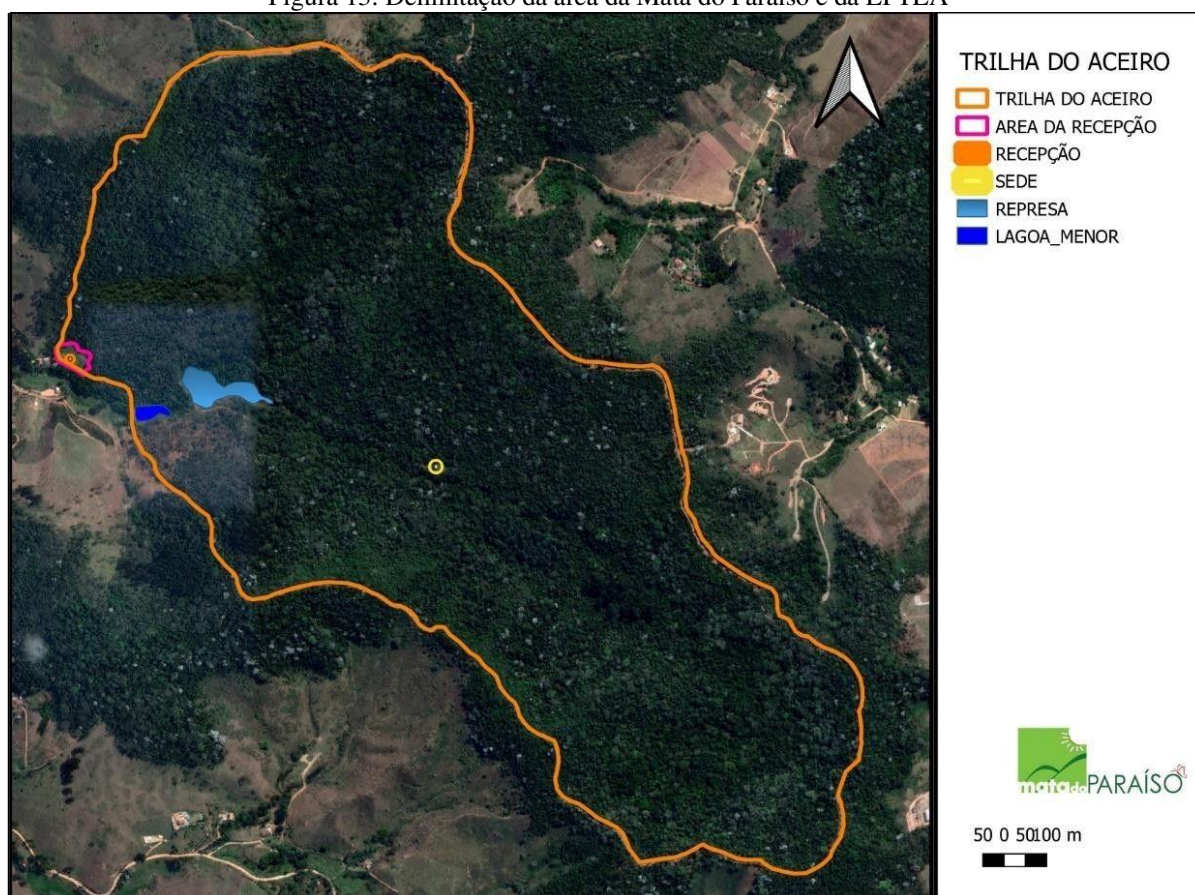 Figura 13: Delimitação da área da Mata do Paraíso e da EPTEA
TRILHA DO ACEIRO
TRILHA DO ACEIRO
AREA DA RECEPÇÃO
RECEPÇÃO
SEDE
REPRESA
LAGOA_MENOR
mata do PARAÍSO
50 0 50100 m